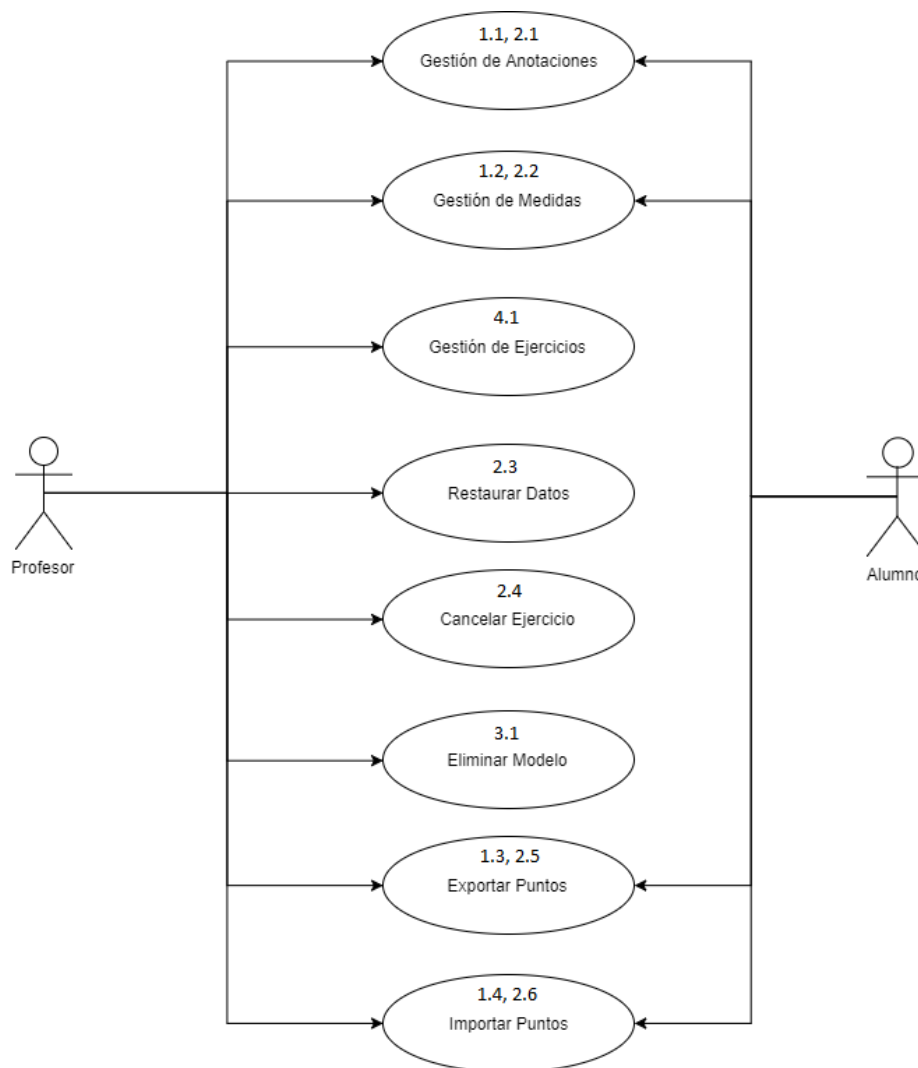 1.1, 2.1
Gestión de Anotaciones
1.2, 2.2
Gestión de Medidas
4.1
Gestión de Ejercicios
2.3
Restaurar Datos
Profesor
Alumno
2.4
Cancelar Ejercicio
3.1
Eliminar Modelo
1.3, 2.5
Exportar Puntos
1.4, 2.6
Importar Puntos